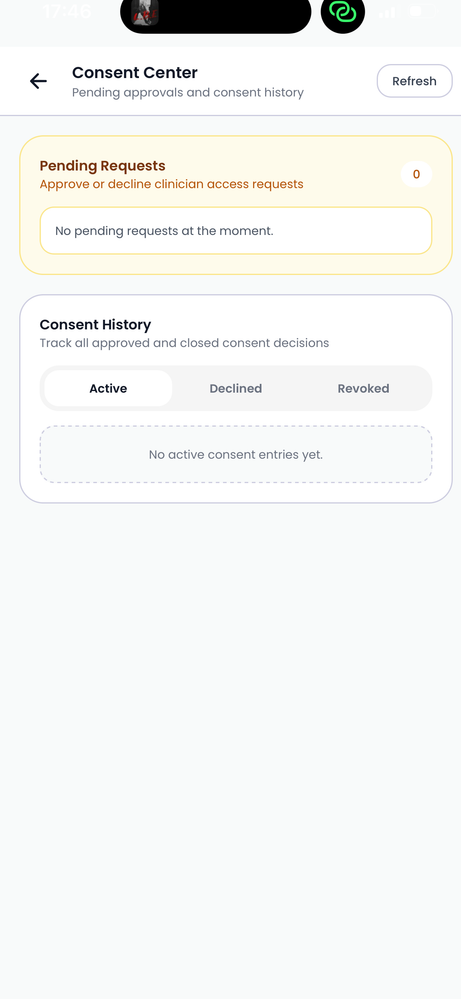 17:46
Consent Center
Pending approvals and consent history
Refresh
Pending Requests
Approve or decline clinician access requests
0
No pending requests at the moment.
Consent History
Track all approved and closed consent decisions
Active
Declined
Revoked
No active consent entries yet.